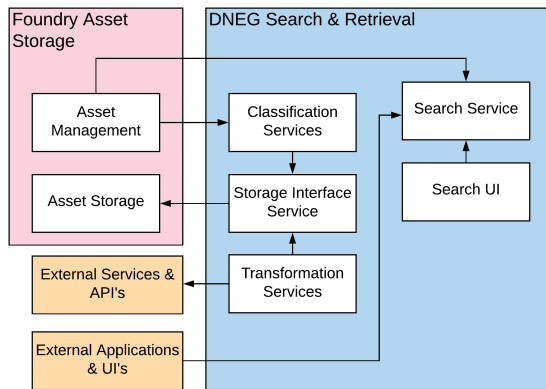 Foundry Asset
Storage
DNEG Search & Retrieval
Asset
Management
Classification
Services
Search Service
Asset Storage
Storage Interface
Service
Search UI
External Services &
API's
Transformation
Services
External Applications
& UI's